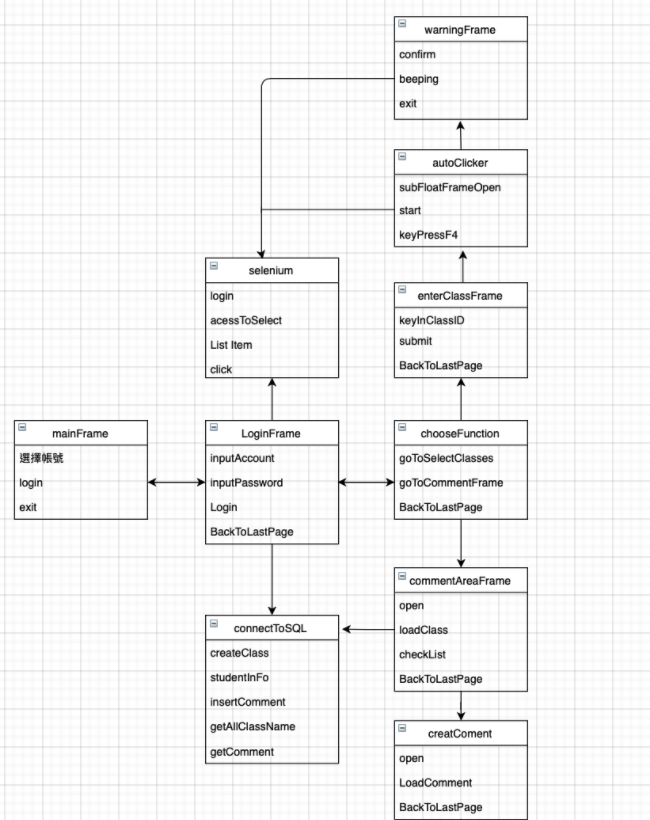 warningFrame
confirm
beeping
exit
autoClicker
subFloatFrameOpen
start
keyPressF4
selenium
login
acessToSelect
List Item
click
enterClassFrame
keyInClassID
submit
BackToLastPage
mainFrame
選擇帳號
login
exit
LoginFrame
inputAccount
inputPassword
Login
BackToLastPage
chooseFunction
goToSelectClasses
goToCommentFrame
BackToLastPage
commentAreaFrame
open
loadClass
checkList
BackToLastPage
connectToSQL
createClass
studentInFo
insertComment
getAllClassName
getComment
creatComent
open
LoadComment
BackToLastPage